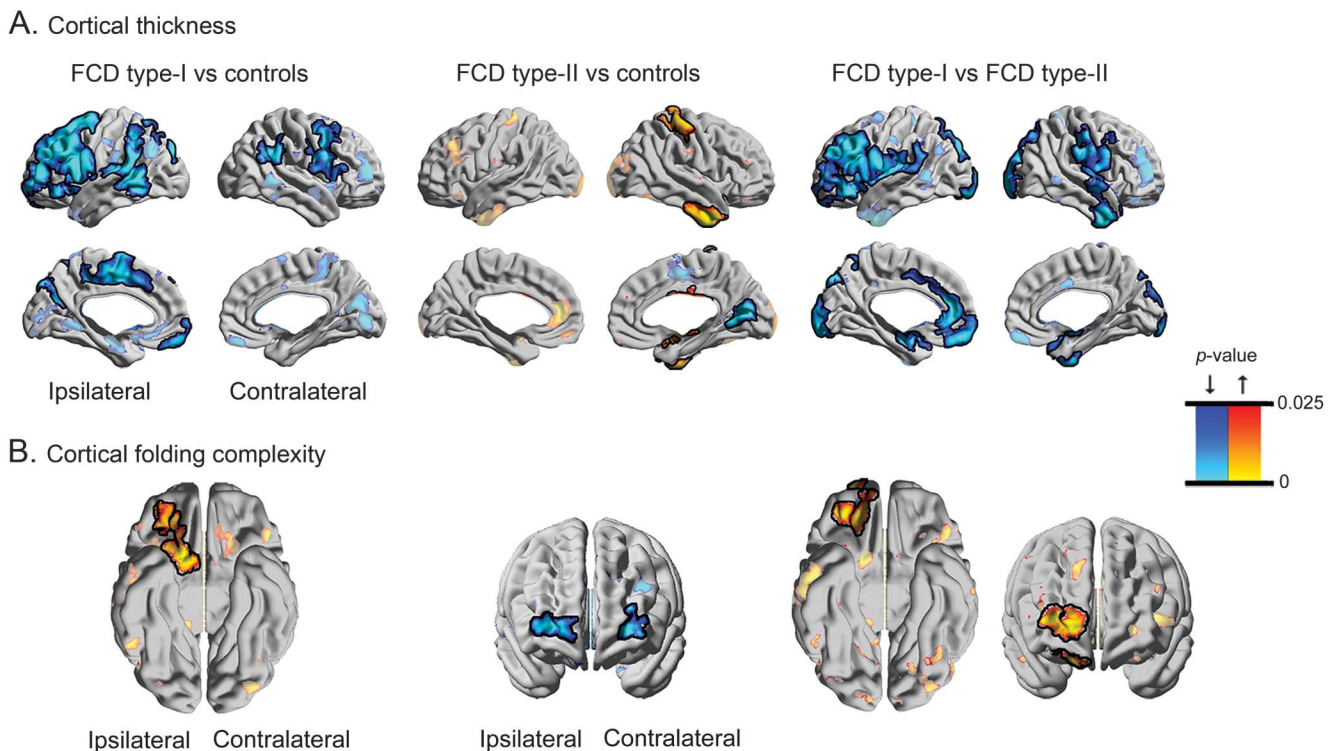 A. Cortical thickness
FCD type-I vs controls
FCD type-II vs controls
FCD type-I vs FCD type-II
Ipsilateral
Contralateral
p-value
↓ ↑
0.025
0
B. Cortical folding complexity
Ipsilateral
Contralateral
Ipsilateral
Contralateral